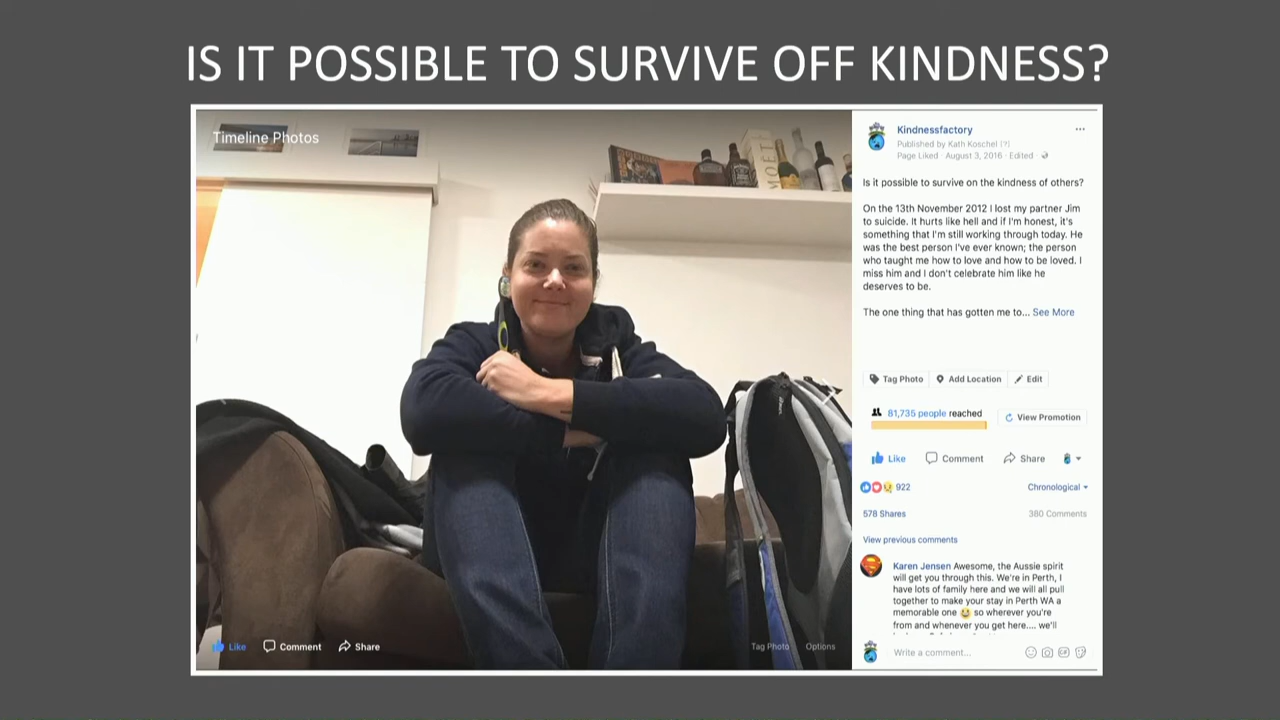 IS IT POSSIBLE TO SURVIVE OFF KINDNESS?
Timeline Photos
MOËT
Like
Comment
Share
Tag Photo
Options
Kindnessfactory
Published by Kath Koschel [?]
Page Liked · August 3, 2016 · Edited ·
Is it possible to survive on the kindness of others?
On the 13th November 2012 I lost my partner Jim
to suicide. It hurts like hell and if I'm honest, it's
something that I'm still working through today. He
was the best person I've ever known; the person
who taught me how to love and how to be loved. I
miss him and I don't celebrate him like he
deserves to be.
The one thing that has gotten me to... See More
Tag Photo
Add Location
Edit
81,735 people reached
View Promotion
Like
Comment
Share
922
Chronological
578 Shares
380 Comments
View previous comments
Karen Jensen Awesome, the Aussie spirit
will get you through this. We're in Perth, I
have lots of family here and we will all pull
together to make your stay in Perth WA a
memorable one 😀 so wherever you're
from and whenever you get here.... we'll
Write a comment...